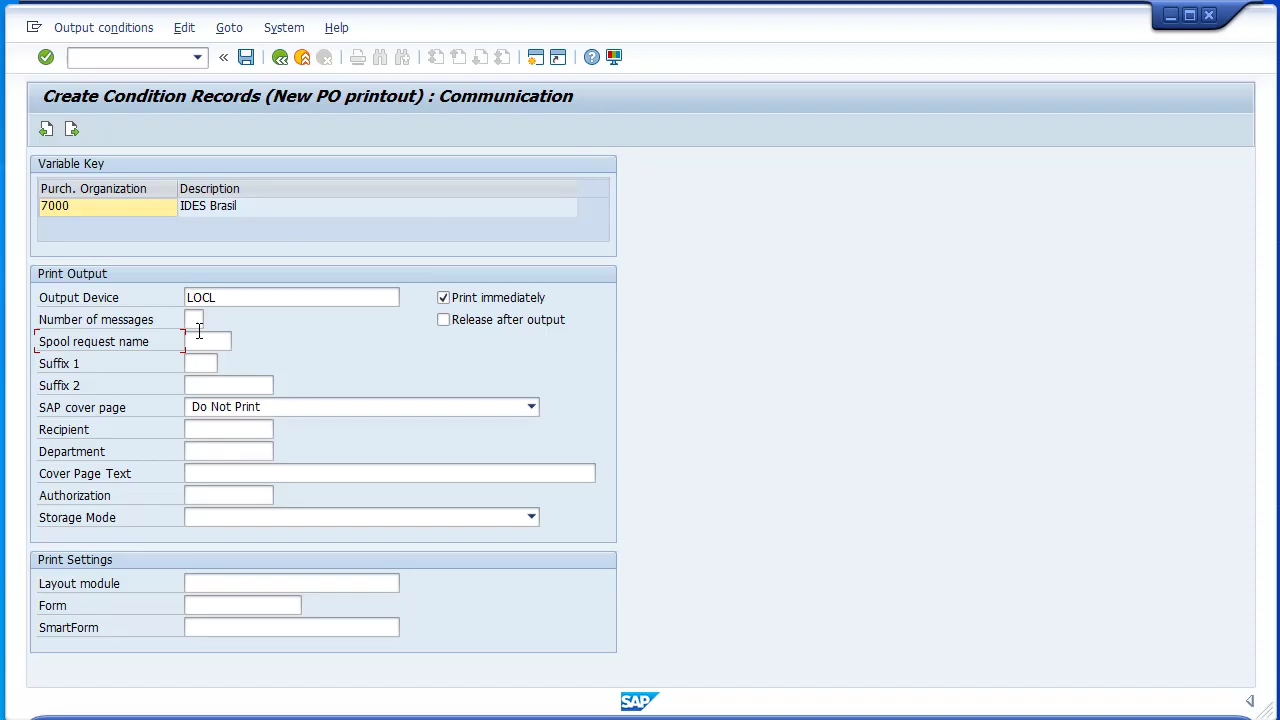 Output conditions Edit Goto System Help
Create Condition Records (New PO printout) : Communication
Variable Key
Purch. Organization Description
7000 IDES Brasil
Print Output
Output Device LOCL Print immediately
Number of messages Release after output
Spool request name
Suffix 1
Suffix 2
SAP cover page Do Not Print
Recipient
Department
Cover Page Text
Authorization
Storage Mode
Print Settings
Layout module
Form
SmartForm
SAP